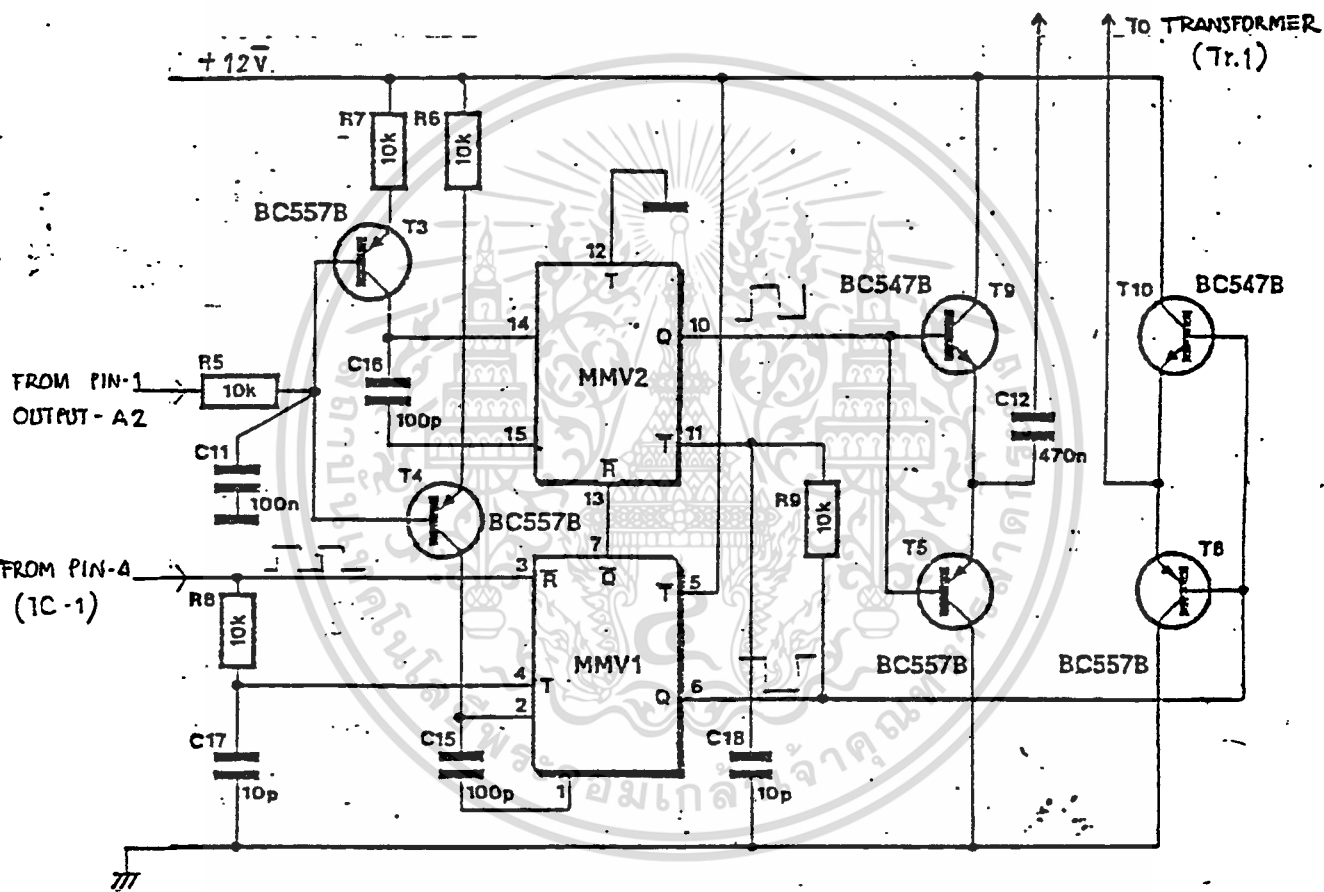 TO TRANSFORMER
(Tr.1)
+12V
R7
10k
R6
10k
BC557B
T3
12
T
14
Q
10
BC547B
T9
T10
BC547B
FROM PIN-1
OUTPUT-A2
R5
10k
C16
100p
MMV2
C12
470n
C11
100n
15
T̅
11
R̅
13
R9
10k
T4
BC557B
7
FROM PIN-4
(IC-1)
3
R̅
Q̅
T̅
5
T5
T6
R8
10k
4
T
MMV1
2
Q
6
BC557B
BC557B
C17
10p
C15
100p
1
C18
10p